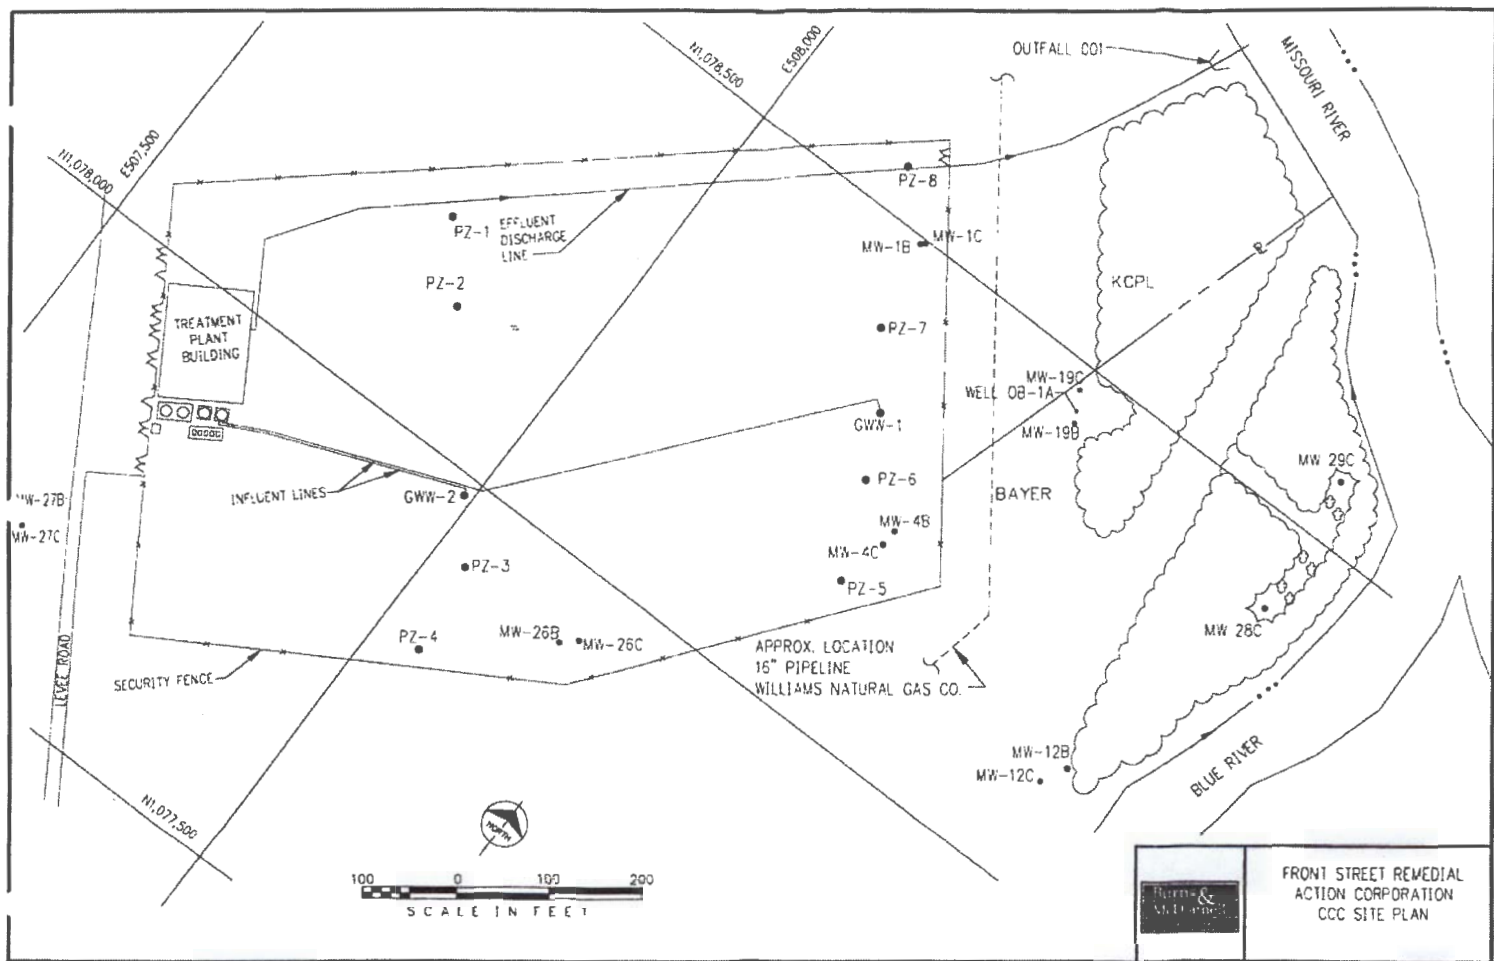 OUTFALL 001
MISSOURI RIVER
N1,078,500
E508,000
E507,500
N1,078,000
PZ-8
PZ-1
EFFLUENT
DISCHARGE
LINE
MW-1B
MW-1C
PZ-2
KCPL
TREATMENT
PLANT
BUILDING
PZ-7
MW-19C
WELL OB-1A
MW-19B
GWW-1
MW 29C
INFLUENT LINES
GWW-2
PZ-6
BAYER
MW-27B
MW-27C
MW-4B
MW-4C
PZ-3
PZ-5
MW 28C
PZ-4
MW-26B
MW-26C
LEVEE ROAD
SECURITY FENCE
APPROX. LOCATION
16" PIPELINE
WILLIAMS NATURAL GAS CO.
MW-12B
MW-12C
BLUE RIVER
N1,077,500
NORTH
100 0 100 200
SCALE IN FEET
Burns &
McDonnell
FRONT STREET REMEDIAL
ACTION CORPORATION
CCC SITE PLAN